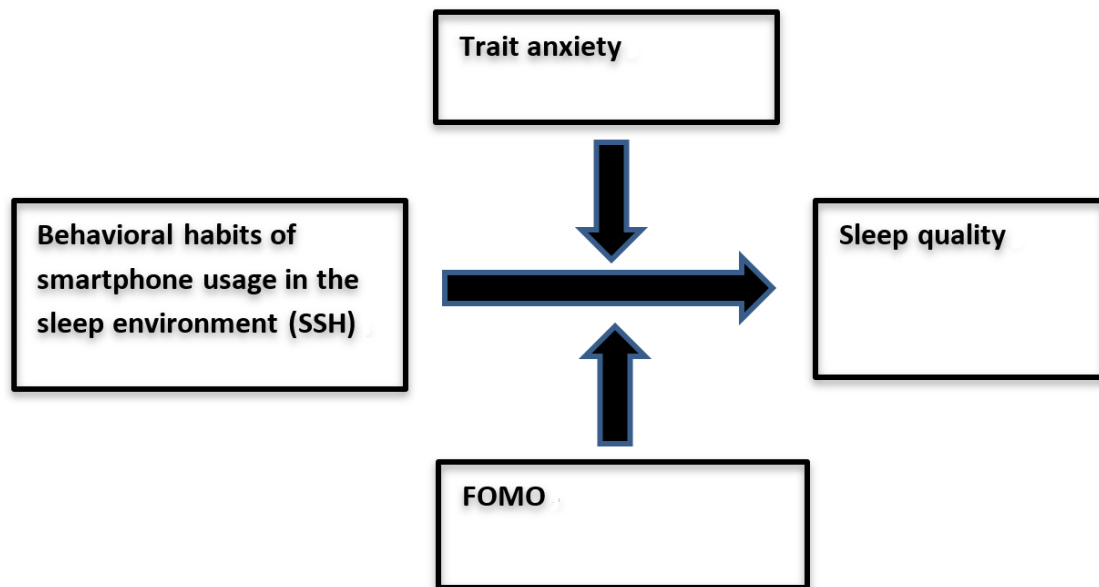 Trait anxiety
Behavioral habits of
smartphone usage in the
sleep environment (SSH)
Sleep quality
FOMO